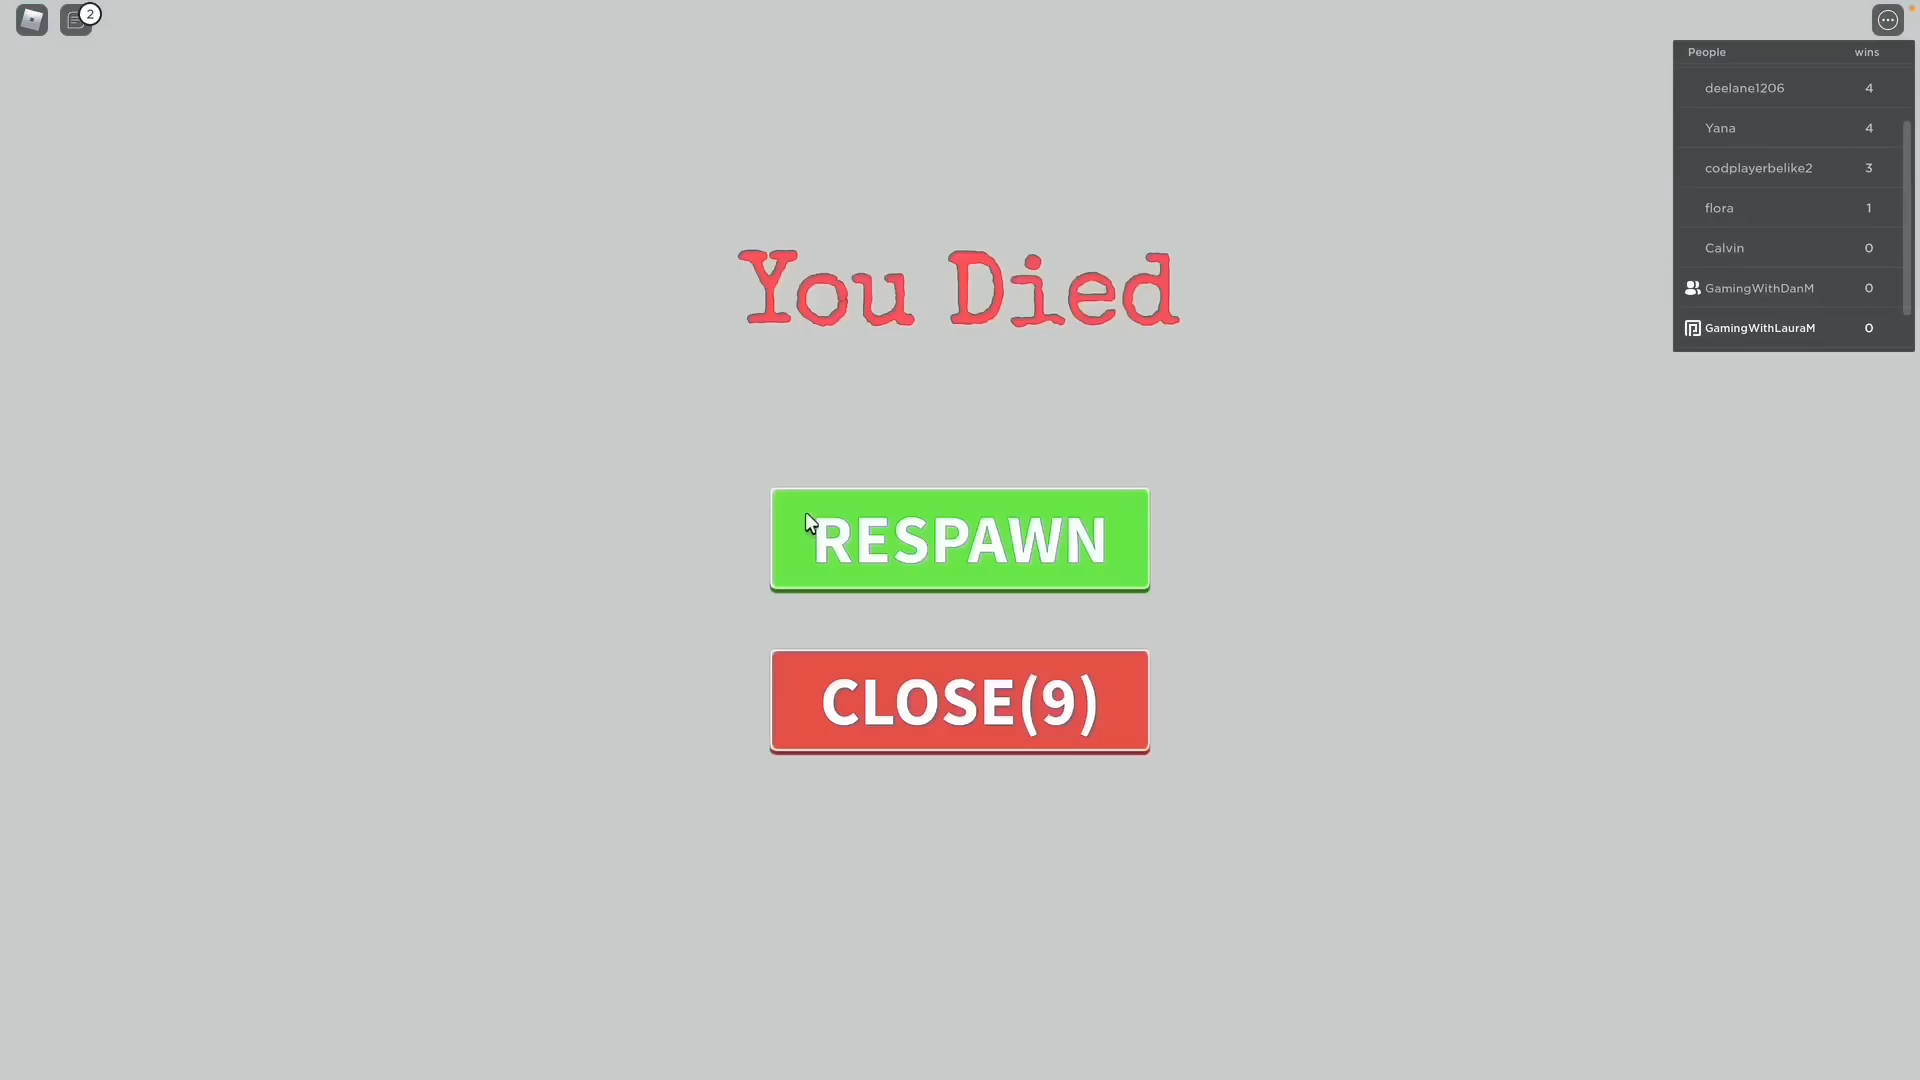 2
People wins
deelane1206 4
Yana 4
codplayerbelike2 3
flora 1
Calvin 0
GamingWithDanM 0
GamingWithLauraM 0
You Died
RESPAWN
CLOSE(9)